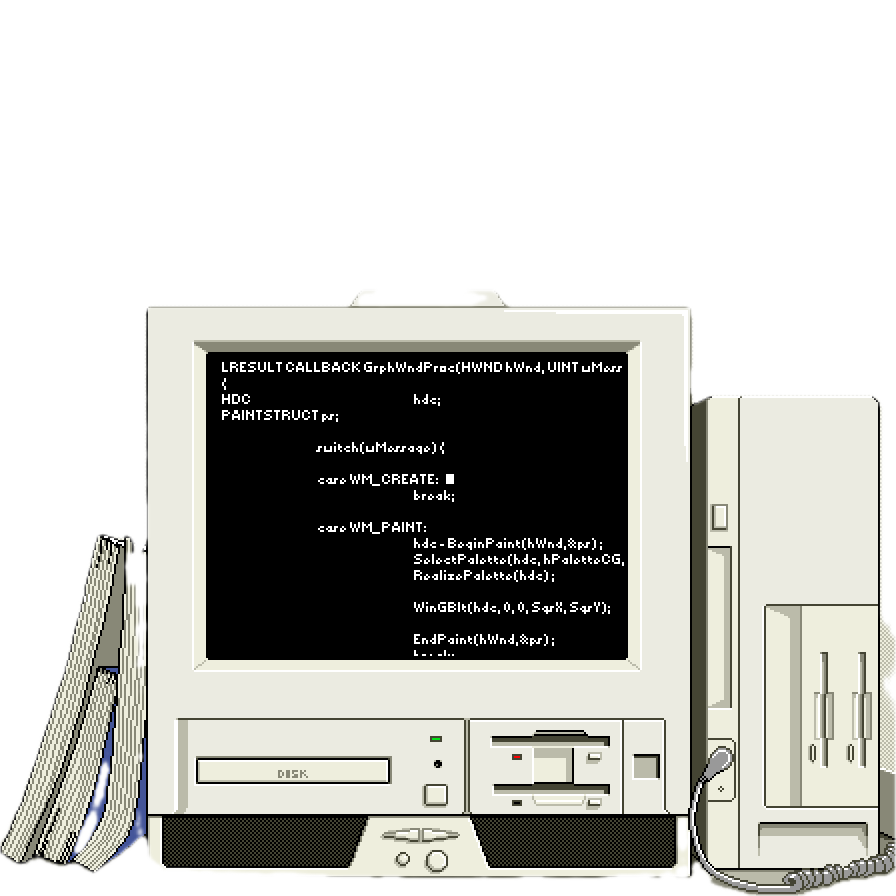 LRESULT CALLBACK GrphWndProc(HWND hWnd, UINT uMess
{
HDC hdc;
PAINTSTRUCT ps;
switch(uMessage){
case WM_CREATE:
break;
case WM_PAINT:
hdc=BeginPaint(hWnd,&ps);
SelectPalette(hdc,hPaletteCG,
RealizePalette(hdc);
WinGBlt(hdc,0,0,SqrX,SqrY);
EndPaint(hWnd,&ps);
break;
DISK